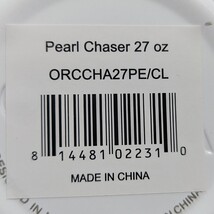 Pearl Chaser 27 oz
ORCCHA27PE/CL
8 14481 02231 0
MADE IN CHINA